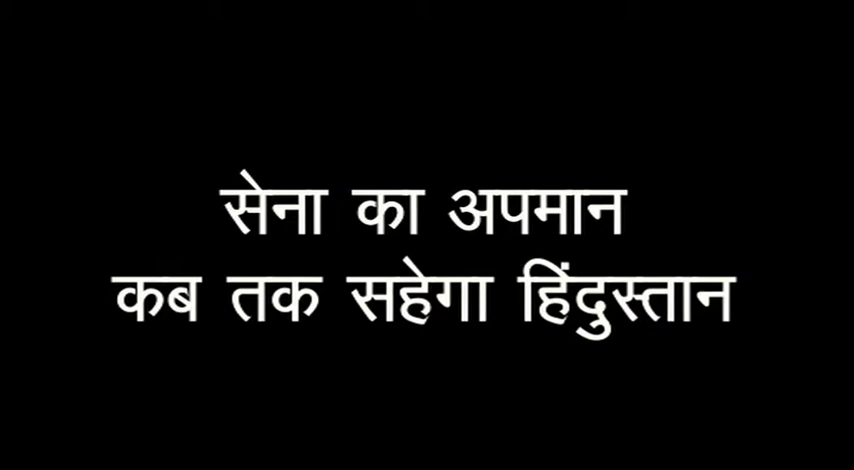 सेना का अपमान
कब तक सहेगा हिंदुस्तान